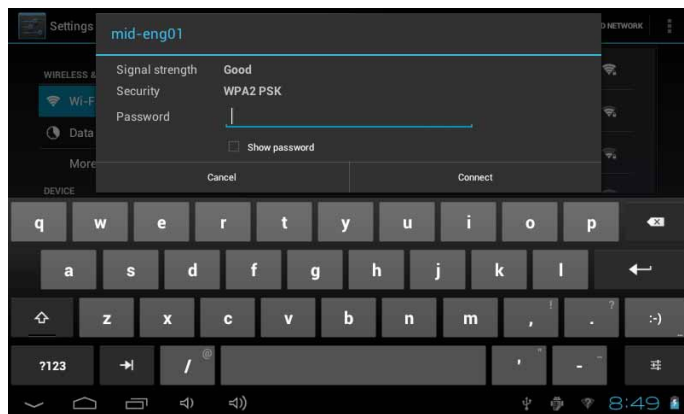 Settings
mid-eng01
D NETWORK
WIRELESS &
Signal strength Good
Security WPA2 PSK
Wi-F
Password
Data
Show password
More
Cancel Connect
DEVICE
q w e r t y u i o p
a s d f g h j k l
z x c v b n m , ! . ? :-)
?123 / @ ' " - _
8:49